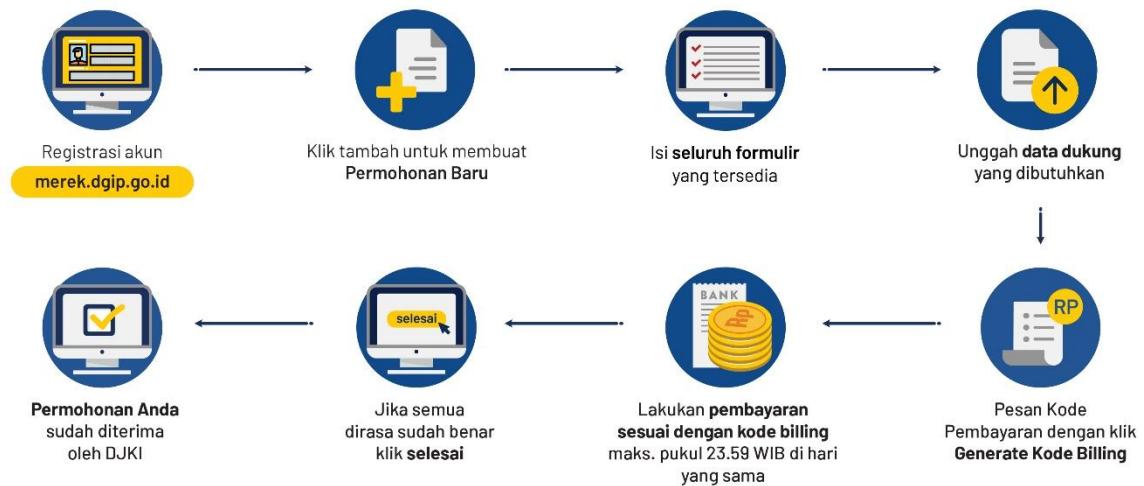 Registrasi akun
merek.dgip.go.id
Klik tambah untuk membuat
Permohonan Baru
Isi seluruh formulir
yang tersedia
Unggah data dukung
yang dibutuhkan
RP
Pesan Kode
Pembayaran dengan klik
Generate Kode Billing
BANK
Rp
Lakukan pembayaran
sesuai dengan kode billing
maks. pukul 23.59 WIB di hari
yang sama
selesai
Jika semua
dirasa sudah benar
klik selesai
Permohonan Anda
sudah diterima
oleh DJKI